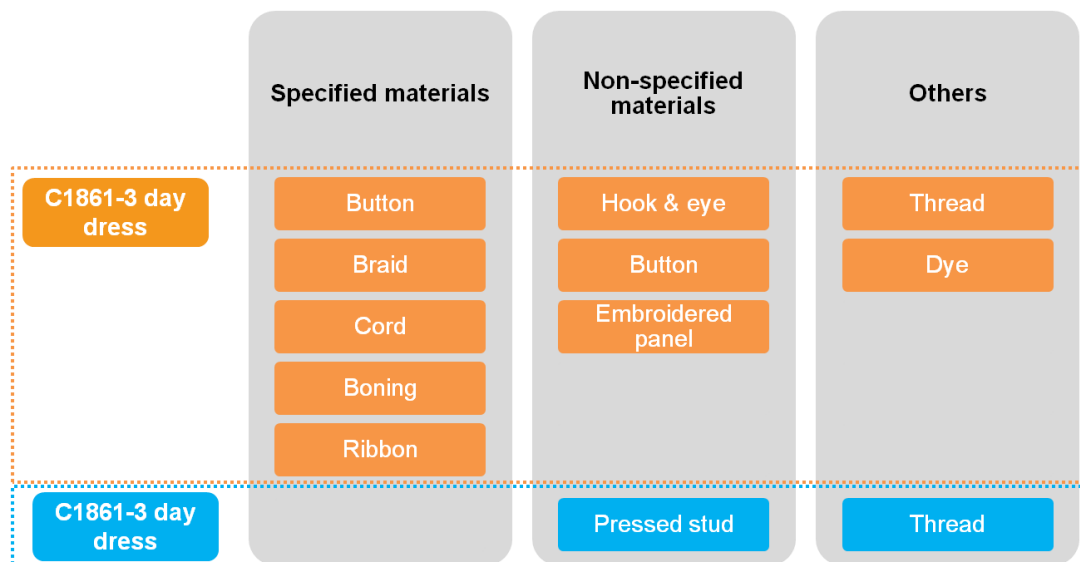 Specified materials
Non-specified
materials
Others
C1861-3 day
dress
Button
Hook & eye
Thread
Braid
Button
Dye
Cord
Embroidered
panel
Boning
Ribbon
C1861-3 day
dress
Pressed stud
Thread